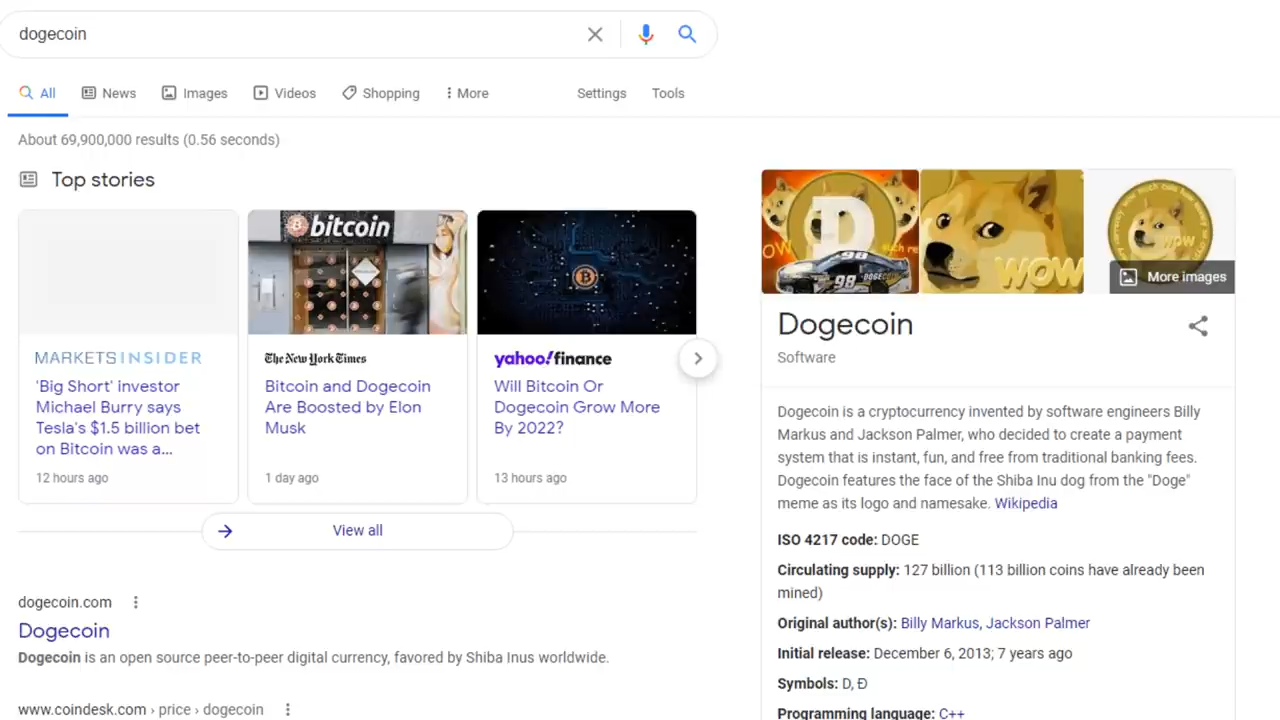 dogecoin
All
News
Images
Videos
Shopping
More
Settings
Tools
About 69,900,000 results (0.56 seconds)
Top stories
bitcoin
MARKETS INSIDER
'Big Short' investor
Michael Burry says
Tesla's $1.5 billion bet
on Bitcoin was a...
12 hours ago
The New York Times
Bitcoin and Dogecoin
Are Boosted by Elon
Musk
1 day ago
yahoo!finance
Will Bitcoin Or
Dogecoin Grow More
By 2022?
13 hours ago
View all
dogecoin.com
Dogecoin
Dogecoin is an open source peer-to-peer digital currency, favored by Shiba Inus worldwide.
www.coindesk.com › price › dogecoin
D
98
98
WOW
wow
More images
Dogecoin
Software
Dogecoin is a cryptocurrency invented by software engineers Billy
Markus and Jackson Palmer, who decided to create a payment
system that is instant, fun, and free from traditional banking fees.
Dogecoin features the face of the Shiba Inu dog from the "Doge"
meme as its logo and namesake. Wikipedia
ISO 4217 code: DOGE
Circulating supply: 127 billion (113 billion coins have already been
mined)
Original author(s): Billy Markus, Jackson Palmer
Initial release: December 6, 2013; 7 years ago
Symbols: D, Ð
Programming language: C++